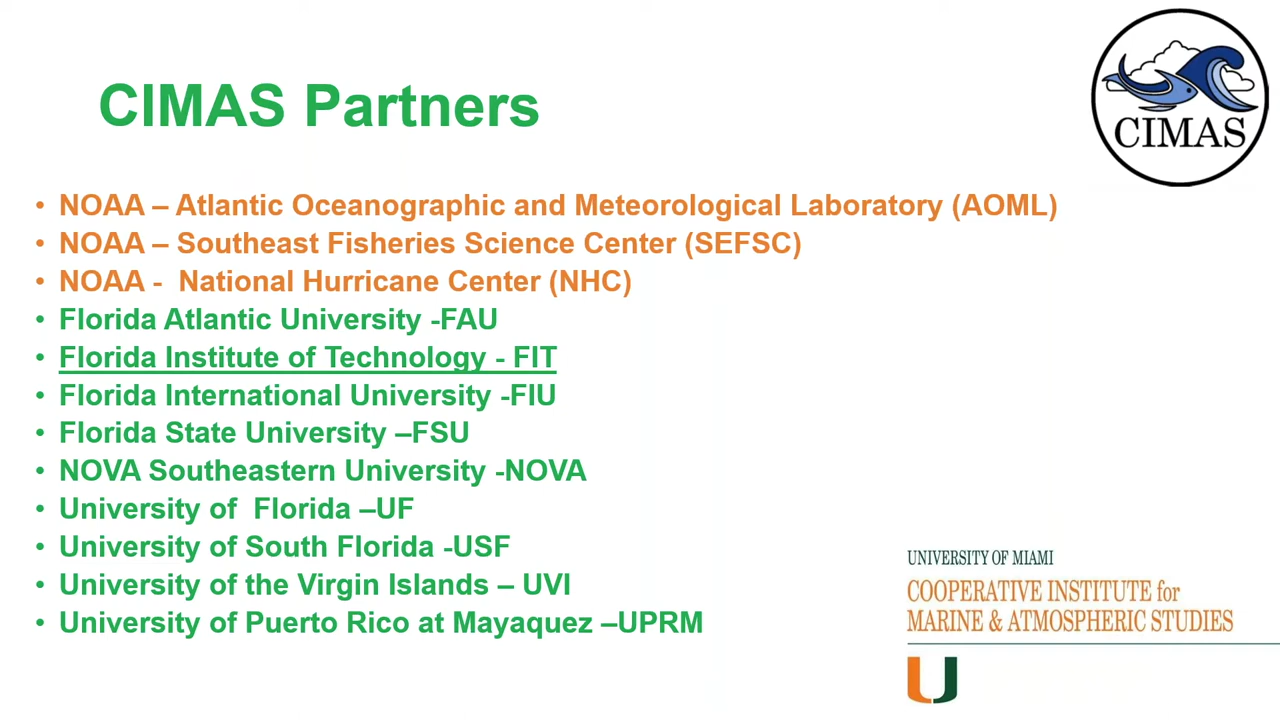 CIMAS Partners
CIMAS
• NOAA – Atlantic Oceanographic and Meteorological Laboratory (AOML)
• NOAA – Southeast Fisheries Science Center (SEFSC)
• NOAA -  National Hurricane Center (NHC)
• Florida Atlantic University -FAU
• Florida Institute of Technology - FIT
• Florida International University -FIU
• Florida State University –FSU
• NOVA Southeastern University -NOVA
• University of  Florida –UF
• University of South Florida -USF
• University of the Virgin Islands – UVI
• University of Puerto Rico at Mayaquez –UPRM
UNIVERSITY OF MIAMI
COOPERATIVE INSTITUTE for
MARINE & ATMOSPHERIC STUDIES
U